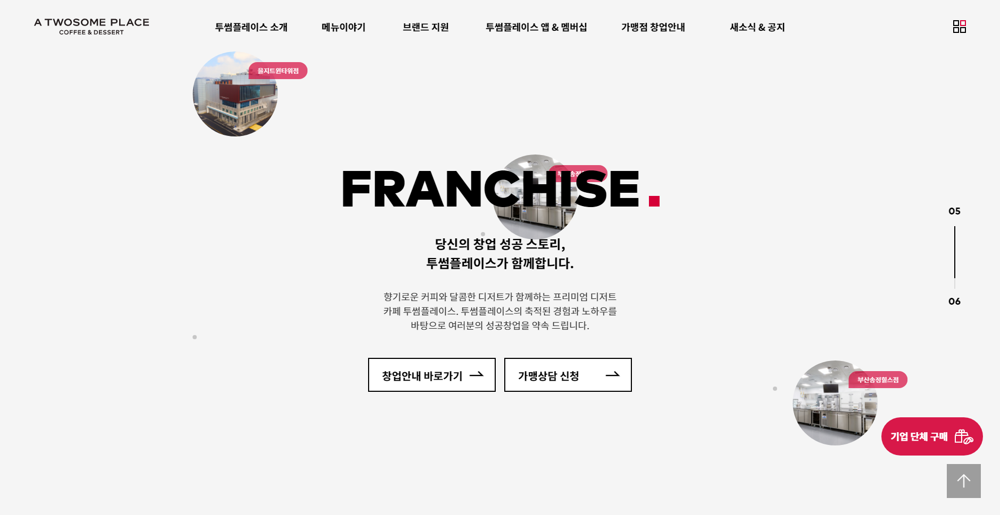 A TWOSOME PLACE
COFFEE & DESSERT
투썸플레이스 소개
메뉴이야기
브랜드 지원
투썸플레이스 앱 & 멤버십
가맹점 창업안내
새소식 & 공지
을지트윈타워점
FRANCHISE.
당신의 창업 성공 스토리,
투썸플레이스가 함께합니다.
향기로운 커피와 달콤한 디저트가 함께하는 프리미엄 디저트
카페 투썸플레이스. 투썸플레이스의 축적된 경험과 노하우를
바탕으로 여러분의 성공창업을 약속 드립니다.
창업안내 바로가기
가맹상담 신청
05
06
부산송정힐스점
기업 단체 구매